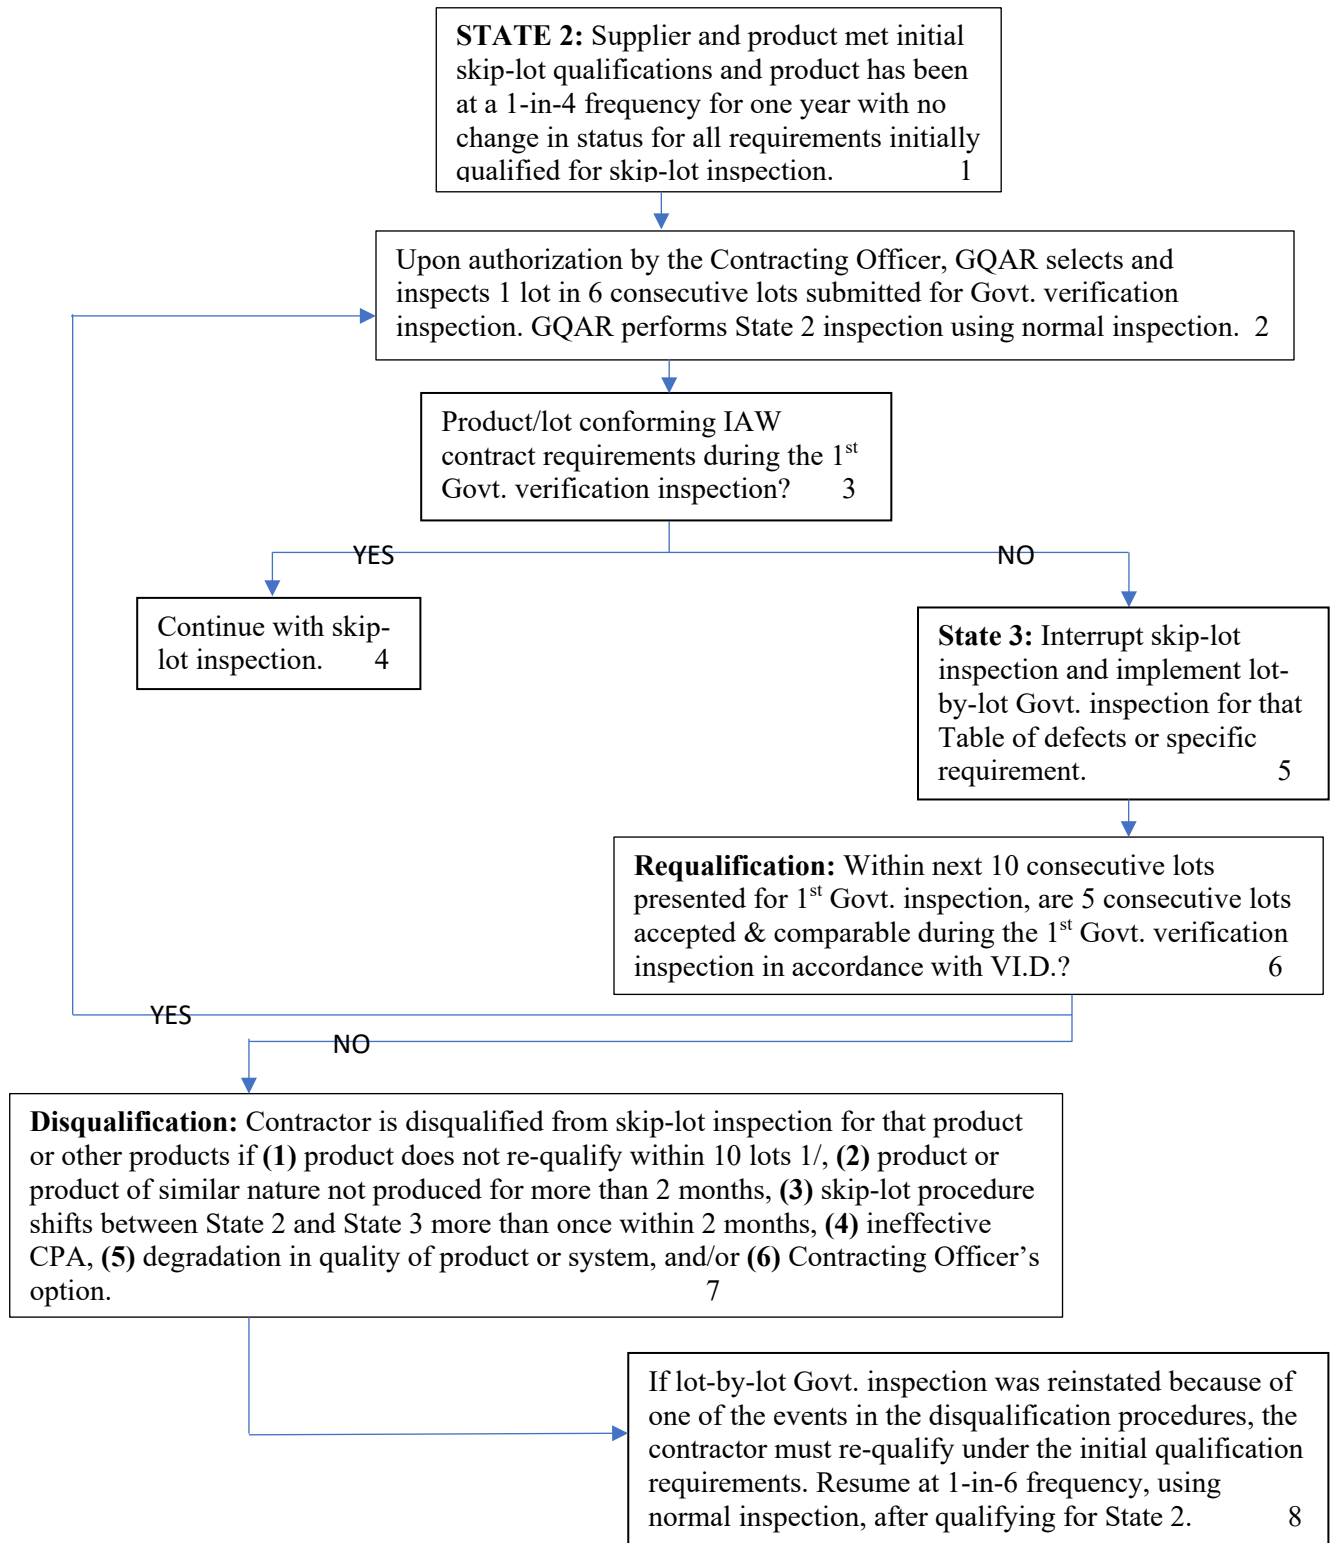 STATE 2: Supplier and product met initial
skip-lot qualifications and product has been
at a 1-in-4 frequency for one year with no
change in status for all requirements initially
qualified for skip-lot inspection. 1
Upon authorization by the Contracting Officer, GQAR selects and
inspects 1 lot in 6 consecutive lots submitted for Govt. verification
inspection. GQAR performs State 2 inspection using normal inspection. 2
Product/lot conforming IAW
contract requirements during the 1st
Govt. verification inspection? 3
YES
NO
Continue with skip-
lot inspection. 4
State 3: Interrupt skip-lot
inspection and implement lot-
by-lot Govt. inspection for that
Table of defects or specific
requirement. 5
Requalification: Within next 10 consecutive lots
presented for 1st Govt. inspection, are 5 consecutive lots
accepted & comparable during the 1st Govt. verification
inspection in accordance with VI.D.? 6
YES
NO
Disqualification: Contractor is disqualified from skip-lot inspection for that product
or other products if (1) product does not re-qualify within 10 lots 1/, (2) product or
product of similar nature not produced for more than 2 months, (3) skip-lot procedure
shifts between State 2 and State 3 more than once within 2 months, (4) ineffective
CPA, (5) degradation in quality of product or system, and/or (6) Contracting Officer's
option. 7
If lot-by-lot Govt. inspection was reinstated because of
one of the events in the disqualification procedures, the
contractor must re-qualify under the initial qualification
requirements. Resume at 1-in-6 frequency, using
normal inspection, after qualifying for State 2. 8